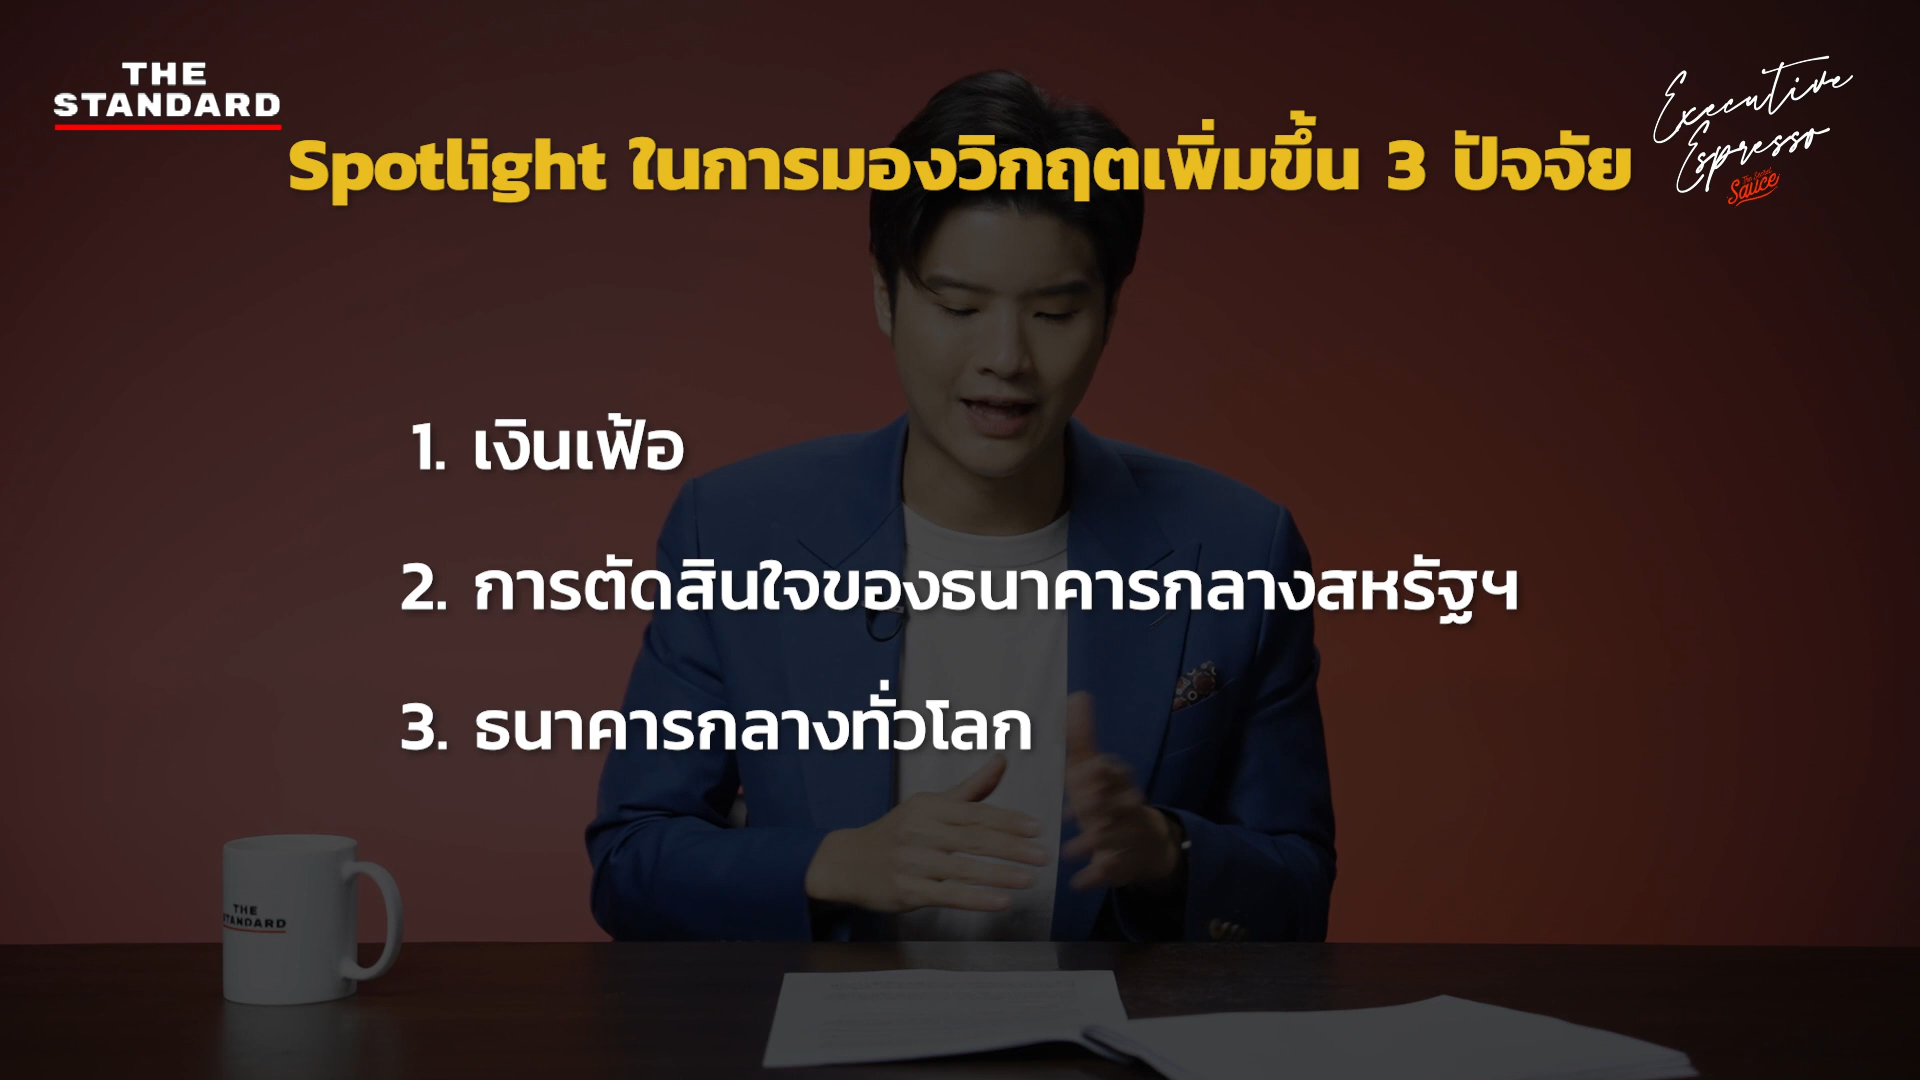 THE
STANDARD
Executive
Espresso
The Secret
Sauce
Spotlight ในการมองวิกฤตเพิ่มขึ้น 3 ปัจจัย
1. เงินเฟ้อ
2. การตัดสินใจของธนาคารกลางสหรัฐฯ
3. ธนาคารกลางทั่วโลก
THE
STANDARD